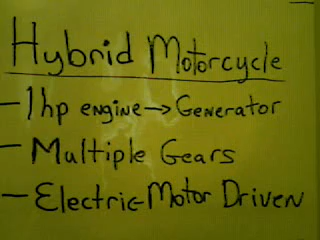 Hybrid Motorcycle
- 1hp engine → Generator
- Multiple Gears
- Electric-Motor Driven